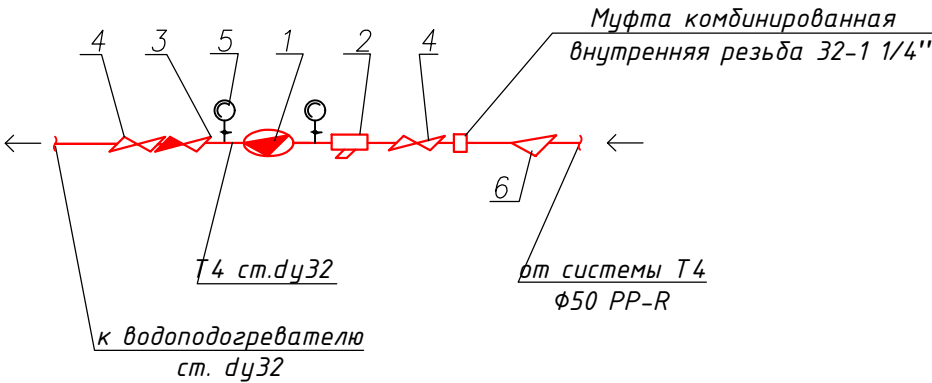 Муфта комбинированная
внутренняя резьба 32-1 1/4"
4 3 5 1 2 4
6
Т4 ст.dу32
от системы Т4
Ф50 PP-R
к водоподогревателю
ст. dу32